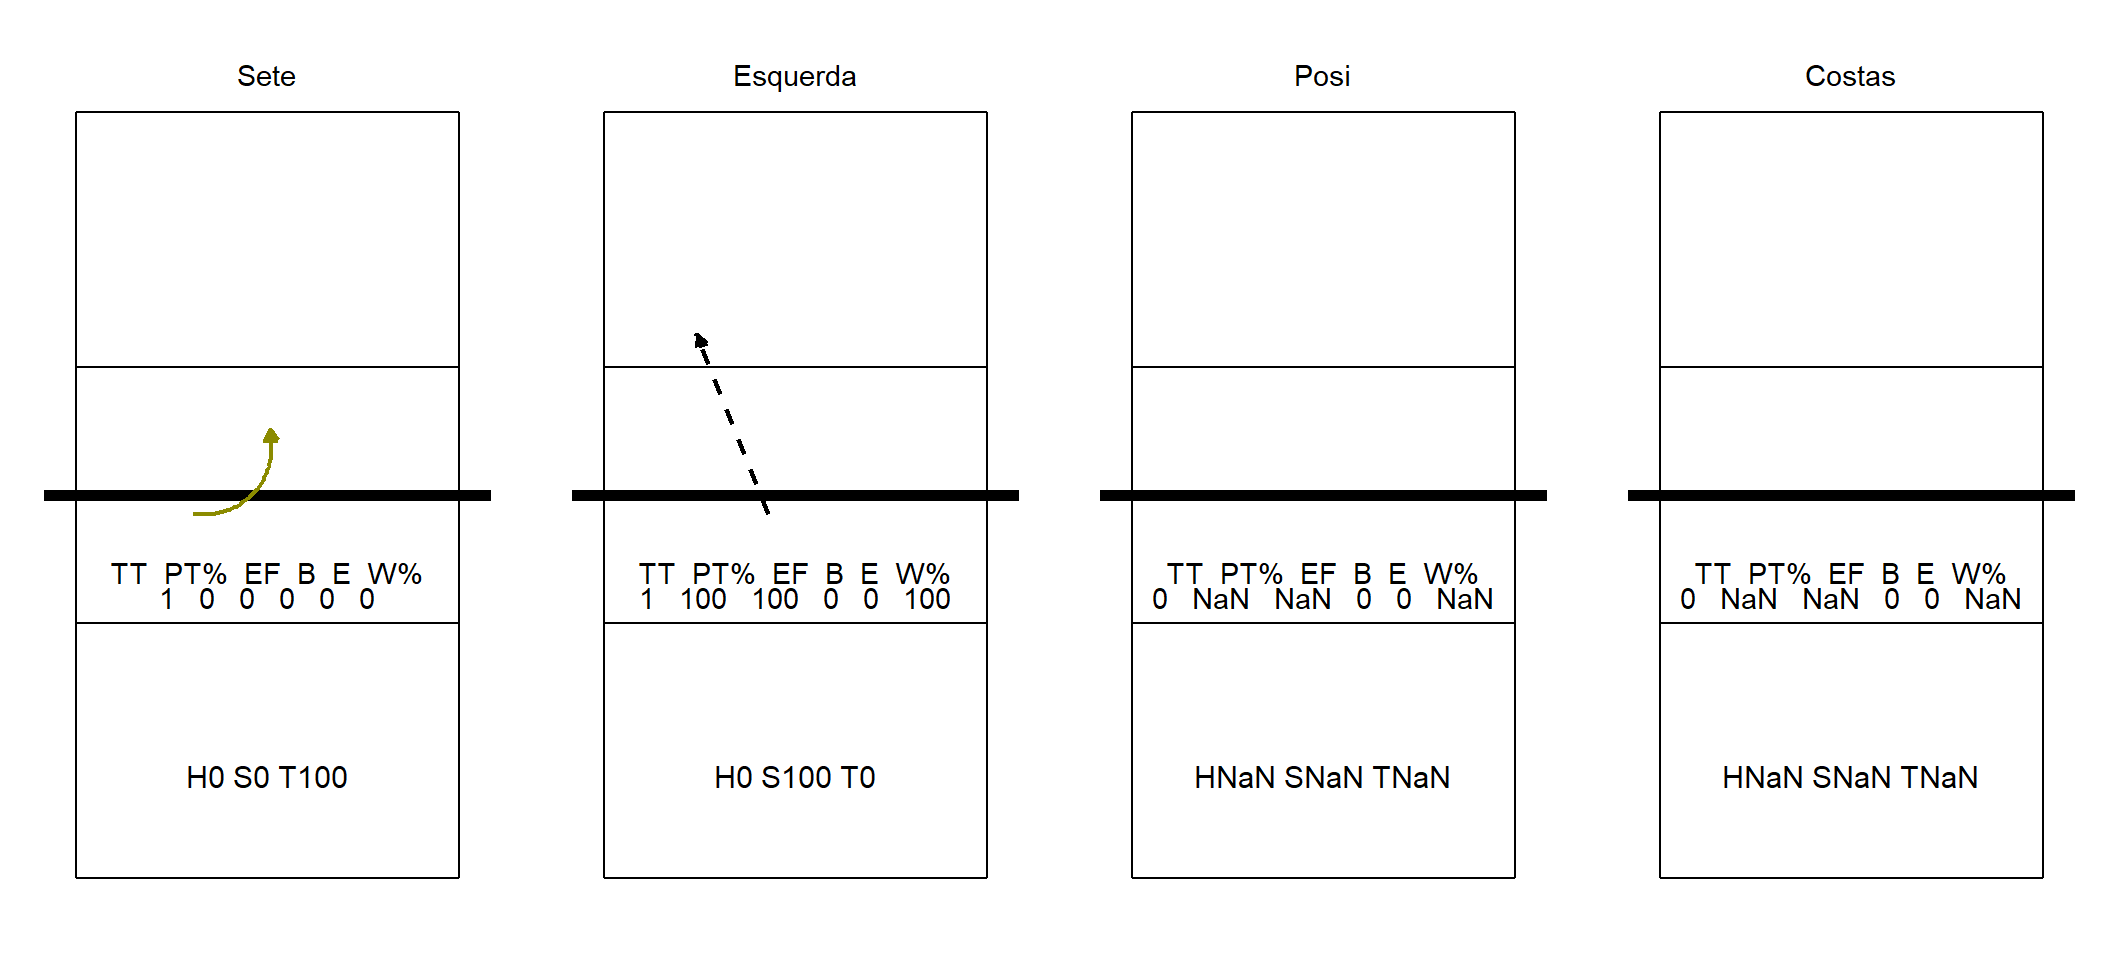 Sete
TT PT% EF B E W%
1 0 0 0 0 0
H0 S0 T100
Esquerda
TT PT% EF B E W%
1 100 100 0 0 100
H0 S100 T0
Posi
TT PT% EF B E W%
0 NaN NaN 0 0 NaN
HNaN SNaN TNaN
Costas
TT PT% EF B E W%
0 NaN NaN 0 0 NaN
HNaN SNaN TNaN